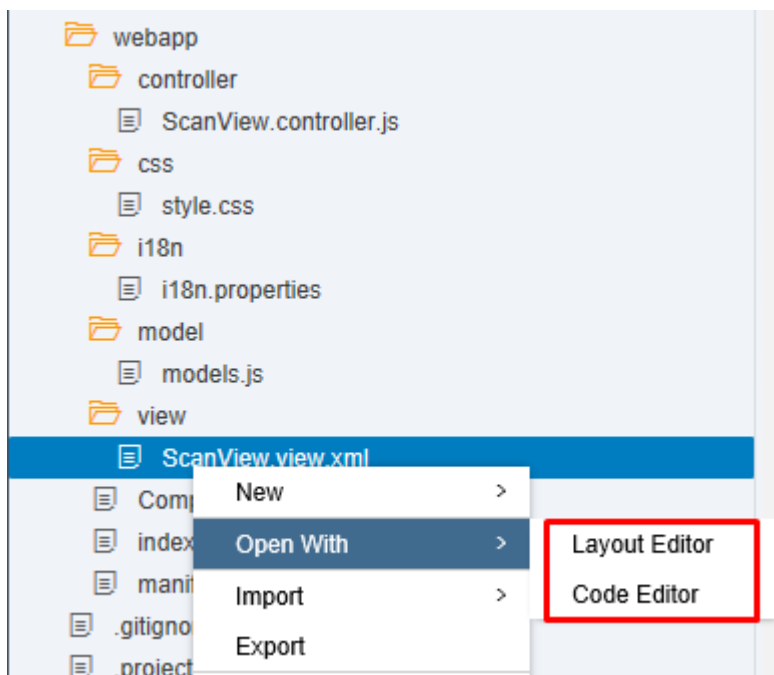 webapp
controller
ScanView.controller.js
css
style.css
i18n
i18n.properties
model
models.js
view
ScanView.view.xml
New
Open With
Layout Editor
Import
Code Editor
Export
index